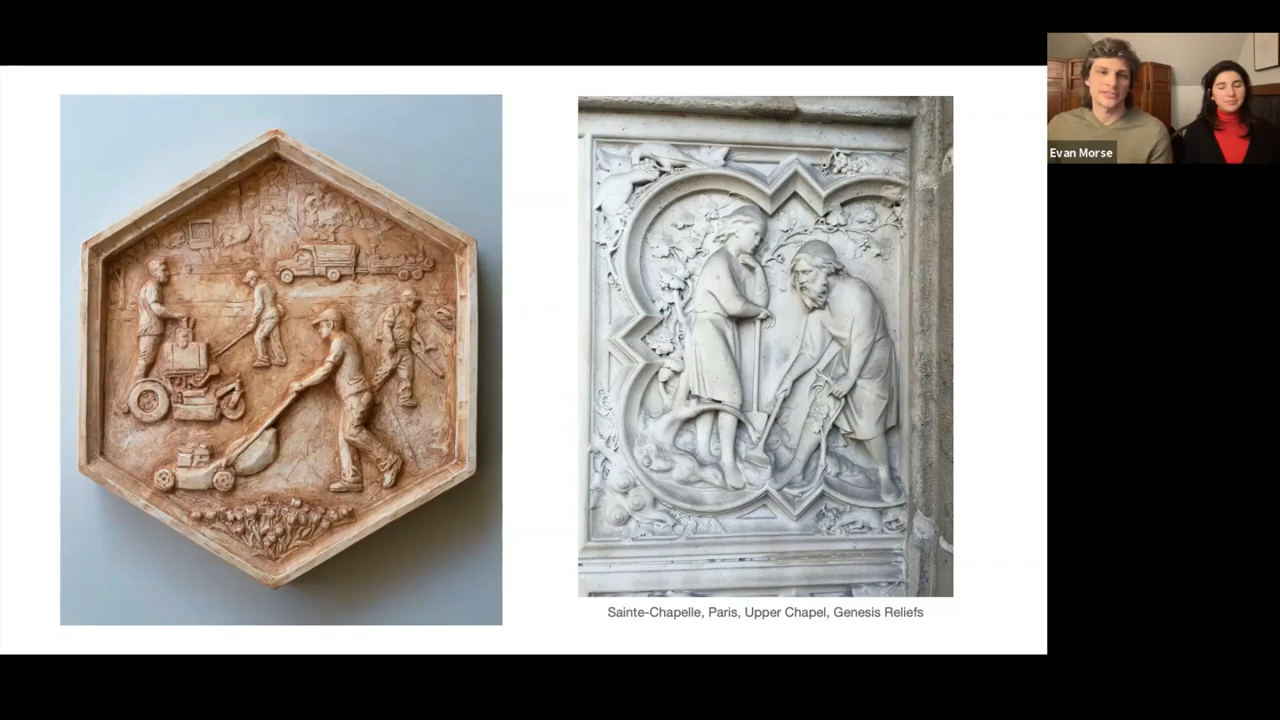 Evan Morse
Sainte-Chapelle, Paris, Upper Chapel, Genesis Reliefs